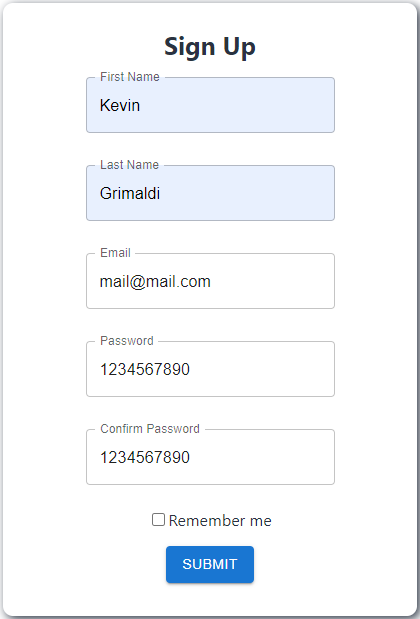 Sign Up
First Name
Kevin
Last Name
Grimaldi
Email
mail@mail.com
Password
1234567890
Confirm Password
1234567890
Remember me
SUBMIT